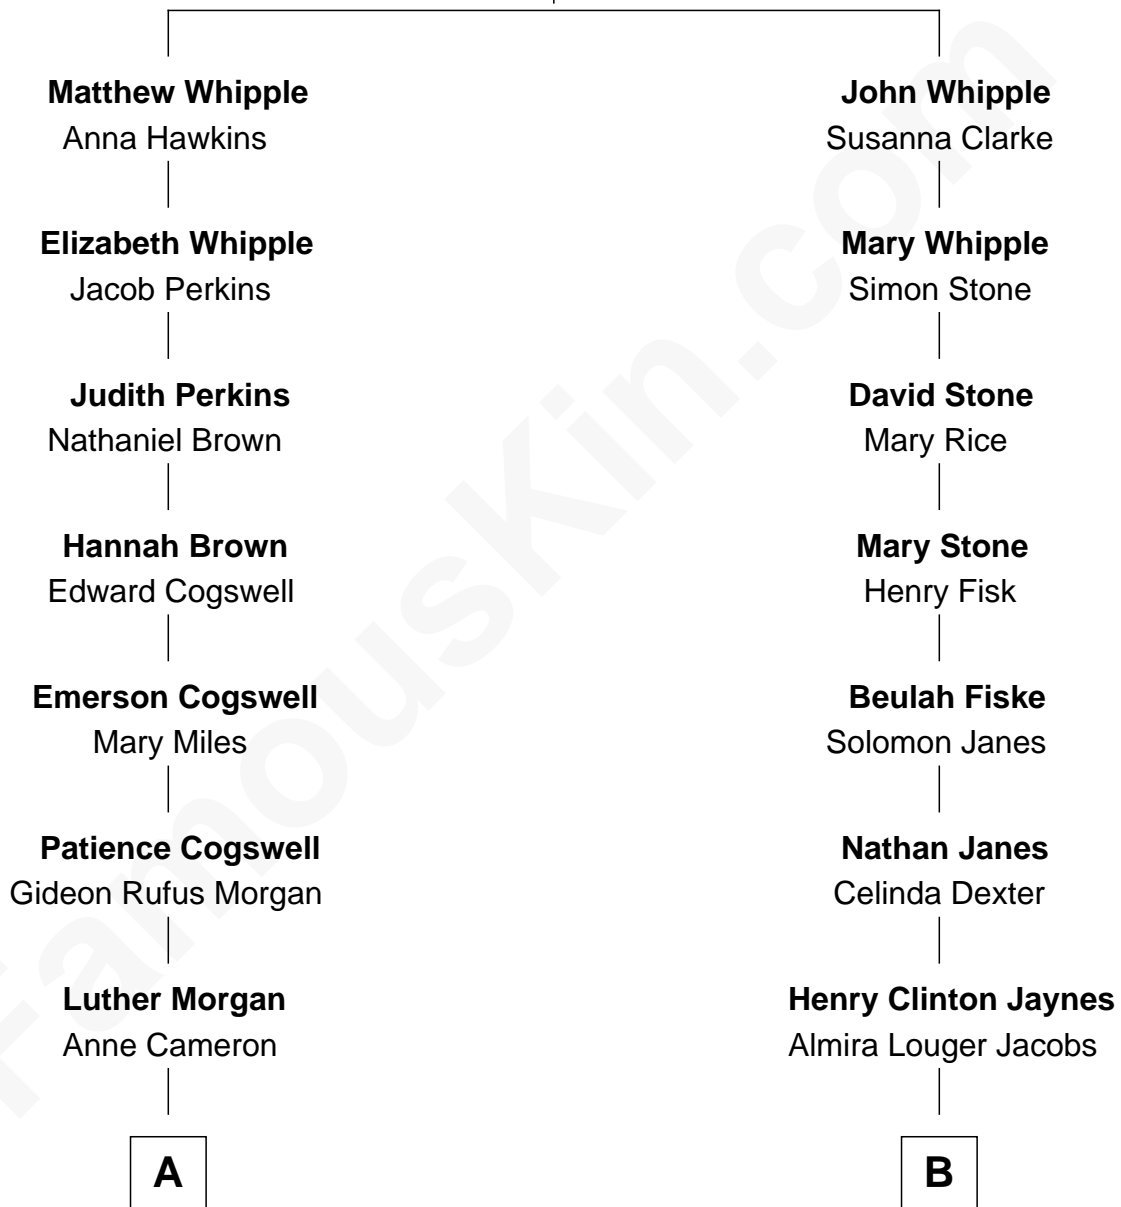 Matthew Whipple
Anna Hawkins
Elizabeth Whipple
Jacob Perkins
Judith Perkins
Nathaniel Brown
Hannah Brown
Edward Cogswell
Emerson Cogswell
Mary Miles
Patience Cogswell
Gideon Rufus Morgan
Luther Morgan
Anne Cameron
A
John Whipple
Susanna Clarke
Mary Whipple
Simon Stone
David Stone
Mary Rice
Mary Stone
Henry Fisk
Beulah Fiske
Solomon Janes
Nathan Janes
Celinda Dexter
Henry Clinton Jaynes
Almira Louger Jacobs
B
FamousKin.com